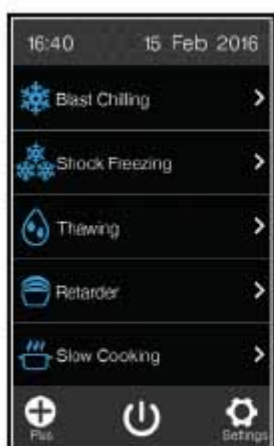 16:40 15 Feb 2016
Blast Chilling
Shock Freezing
Thawing
Retarder
Slow Cooking
Plus Settings